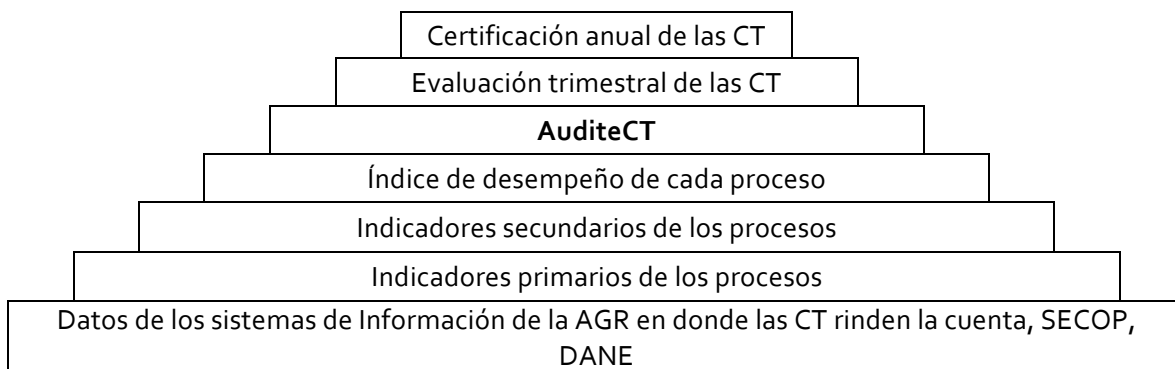 Certificación anual de las CT
Evaluación trimestral de las CT
AuditeCT
Índice de desempeño de cada proceso
Indicadores secundarios de los procesos
Indicadores primarios de los procesos
Datos de los sistemas de Información de la AGR en donde las CT rinden la cuenta, SECOP,
DANE